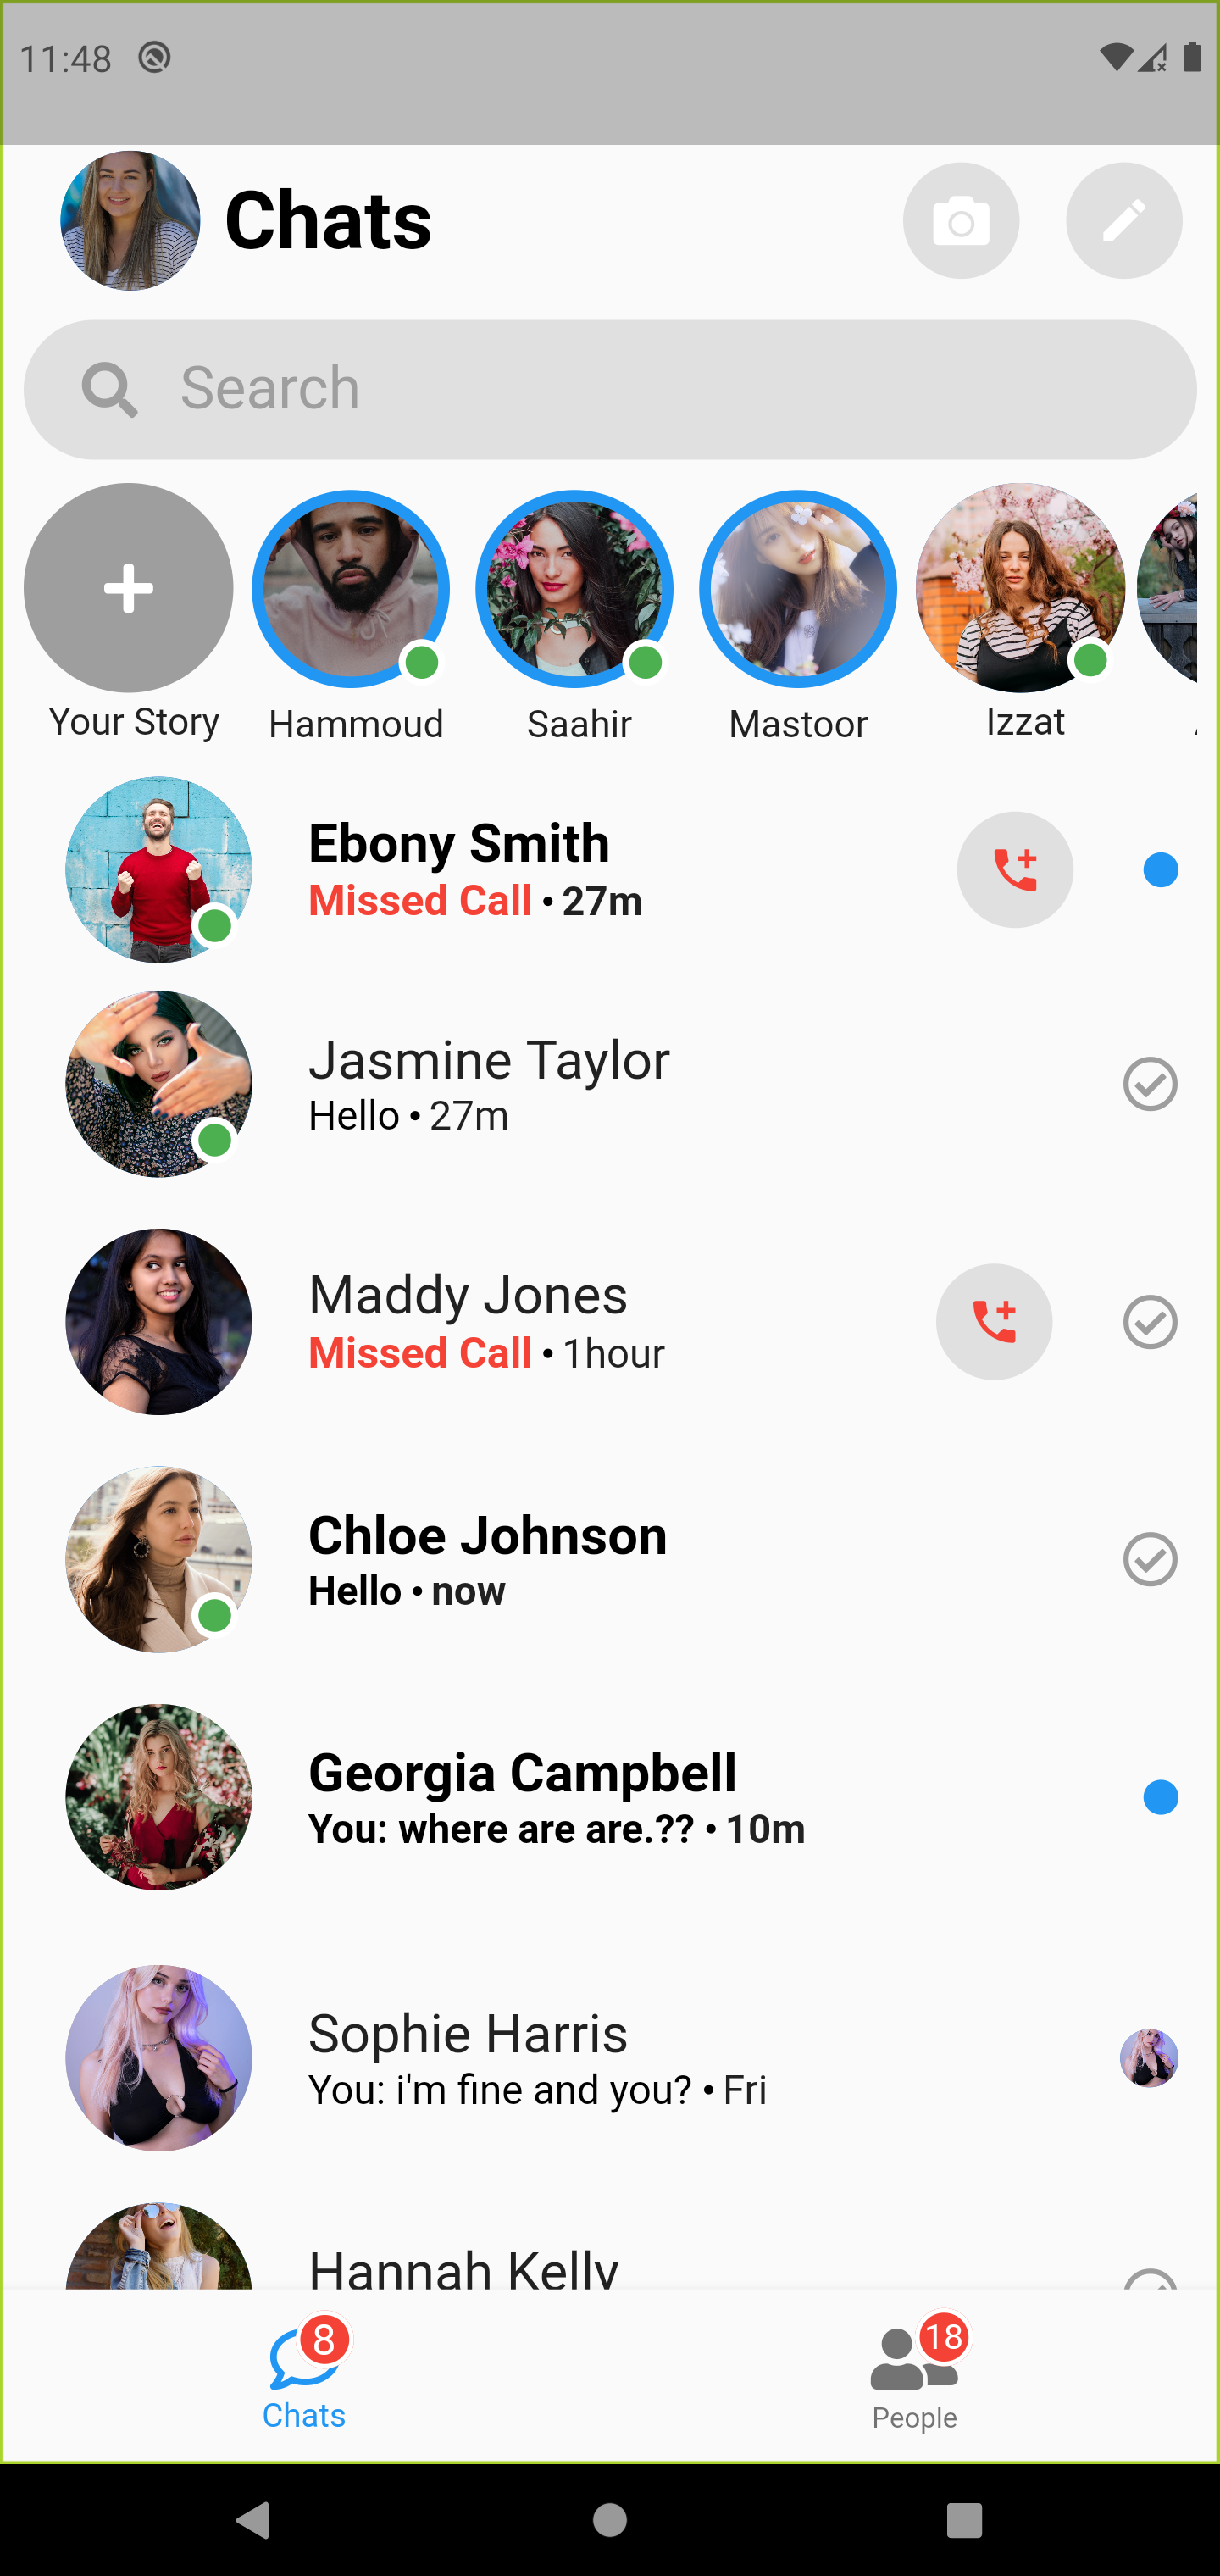 11:48
Chats
Search
Your Story
Hammoud
Saahir
Mastoor
Izzat
Ebony Smith
Missed Call • 27m
Jasmine Taylor
Hello • 27m
Maddy Jones
Missed Call • 1hour
Chloe Johnson
Hello • now
Georgia Campbell
You: where are are.?? • 10m
Sophie Harris
You: i'm fine and you? • Fri
Hannah Kelly
8
18
Chats
People